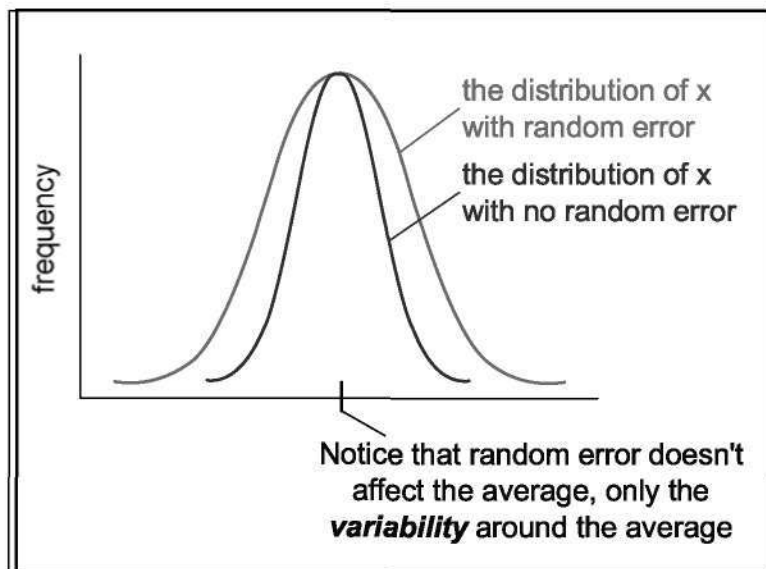 the distribution of x
with random error
the distribution of x
with no random error
frequency
Notice that random error doesn't
affect the average, only the
variability around the average